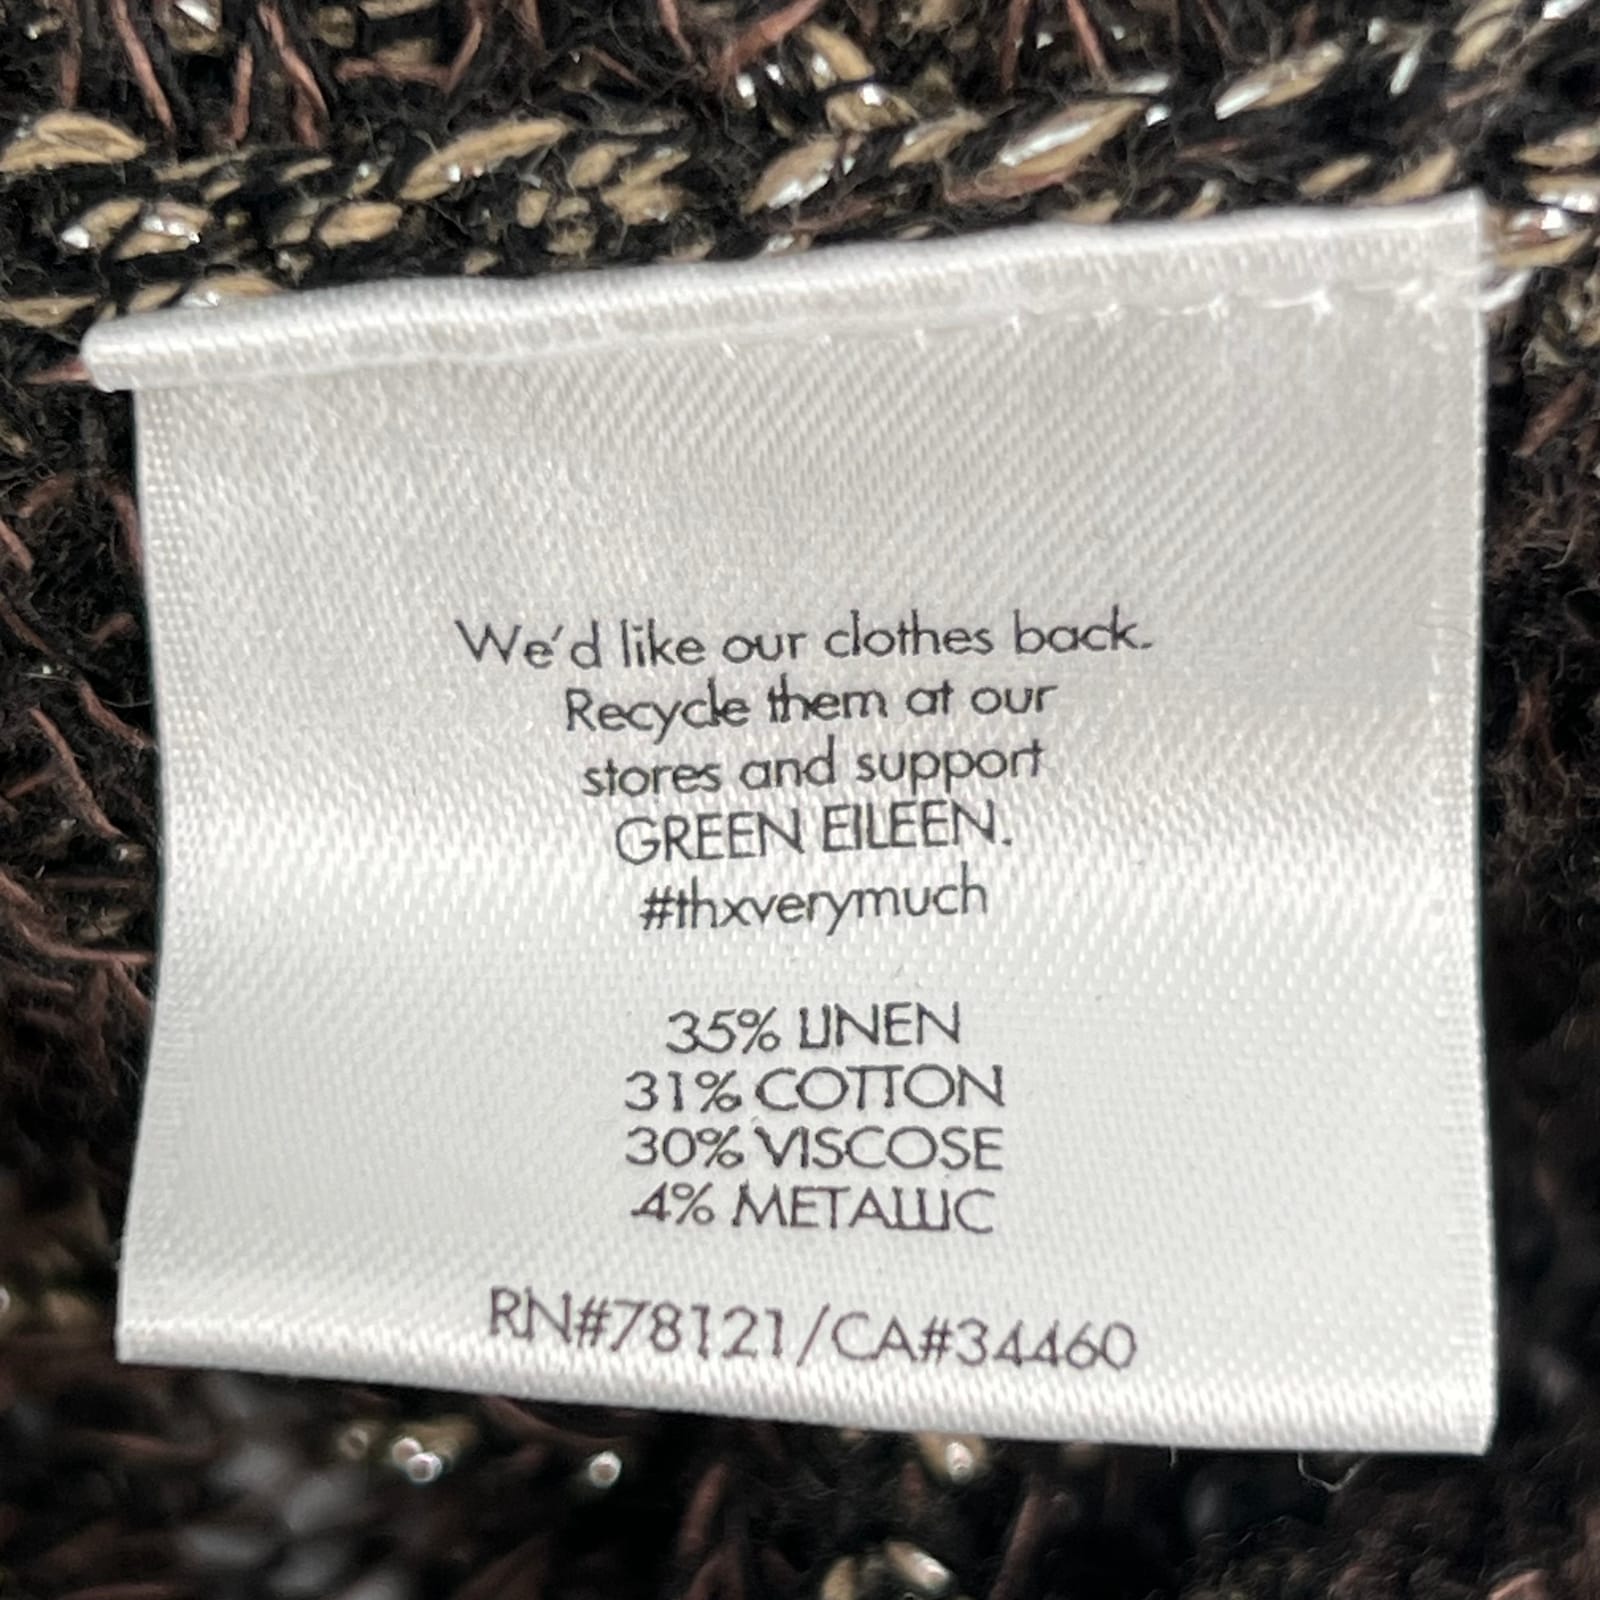 We'd like our clothes back.
Recycle them at our
stores and support
GREEN EILEEN.
#thxverymuch
35% LINEN
31% COTTON
30% VISCOSE
4% METALLIC
RN#78121/CA#34460